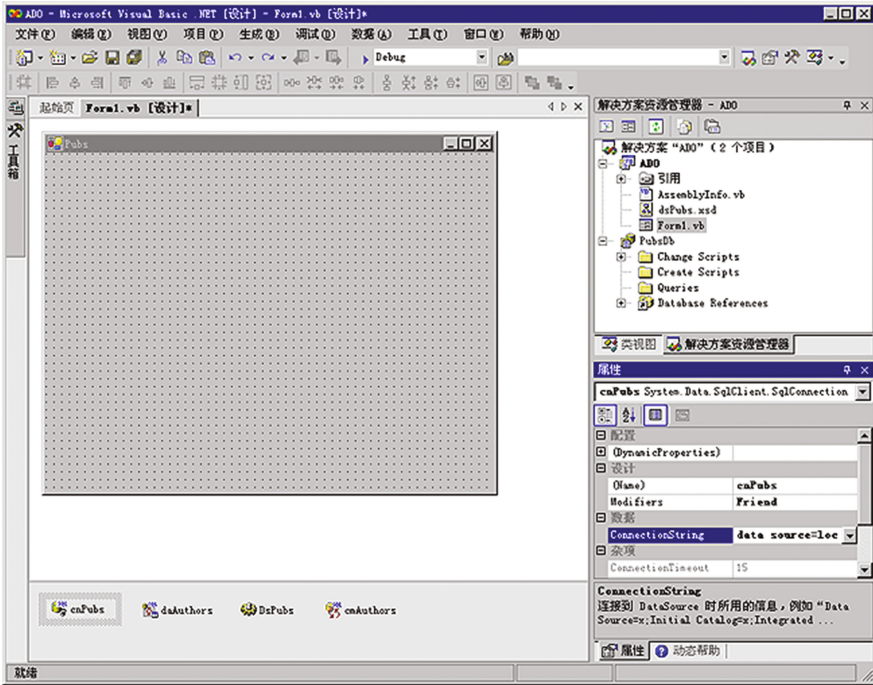 ADO - Microsoft Visual Basic .NET [设计] - Form1.vb [设计]*
文件(F) 编辑(E) 视图(V) 项目(P) 生成(B) 调试(D) 数据(A) 工具(T) 窗口(W) 帮助(H)
Debug
起始页 Form1.vb [设计]*
工具箱
Pubs
cnPubs daAuthors DsPubs cmAuthors
解决方案资源管理器 - ADO
解决方案 “ADO” (2 个项目)
ADO
引用
AssemblyInfo.vb
dsPubs.xsd
Form1.vb
PubsDb
Change Scripts
Create Scripts
Queries
Database References
类视图 解决方案资源管理器
属性
cnPubs System.Data.SqlClient.SqlConnection
配置
(DynamicProperties)
设计
(Name) cnPubs
Modifiers Friend
数据
ConnectionString data source=loc
杂项
ConnectionTimeout 15
ConnectionString
连接到 DataSource 时所用的信息,例如“Data
Source=x;Initial Catalog=x;Integrated ...
属性 动态帮助
就绪